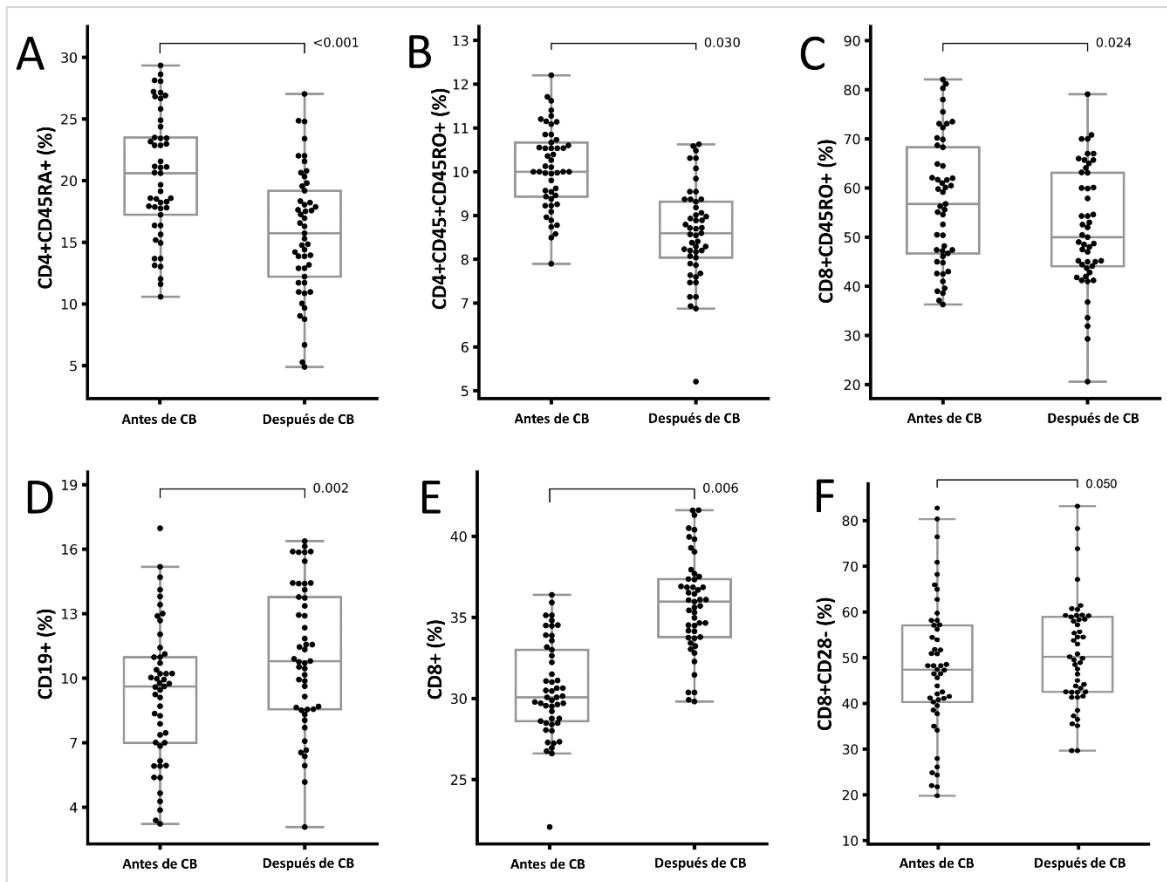 A
CD4+CD45RA+ (%)
<0.001
30
25
20
15
10
5
Antes de CB
Después de CB
B
CD4+CD45+CD45RO+ (%)
0.030
13
12
11
10
9
8
7
6
5
Antes de CB
Después de CB
C
CD8+CD45RO+ (%)
0.024
90
80
70
60
50
40
30
20
Antes de CB
Después de CB
D
CD19+ (%)
0.002
19
16
13
10
7
4
Antes de CB
Después de CB
E
CD8+ (%)
0.006
40
35
30
25
Antes de CB
Después de CB
F
CD8+CD28- (%)
0.050
80
70
60
50
40
30
20
10
Antes de CB
Después de CB